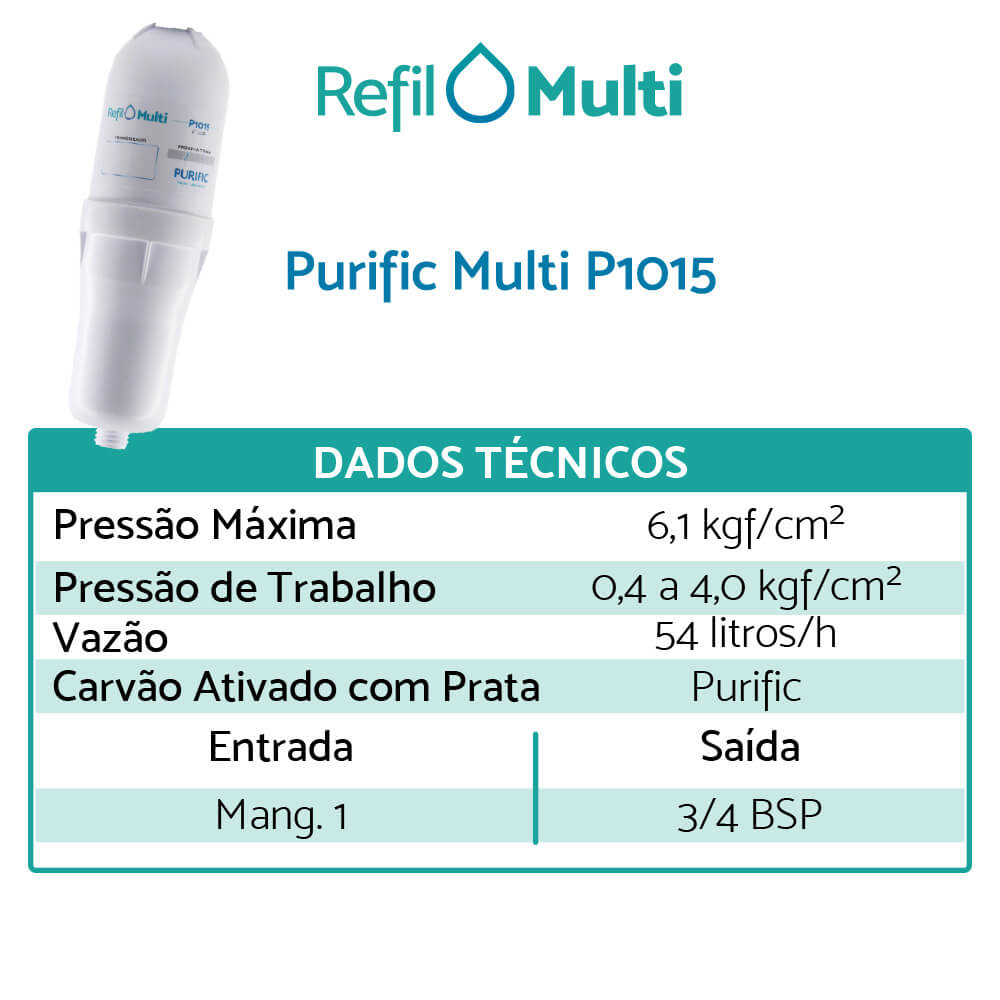 Refil Multi
Refil Multi P1015
PURIFIC
Purific Multi P1015
DADOS TÉCNICOS
Pressão Máxima 6,1 kgf/cm²
Pressão de Trabalho 0,4 a 4,0 kgf/cm²
Vazão 54 litros/h
Carvão Ativado com Prata Purific
Entrada Saída
Mang. 1 3/4 BSP